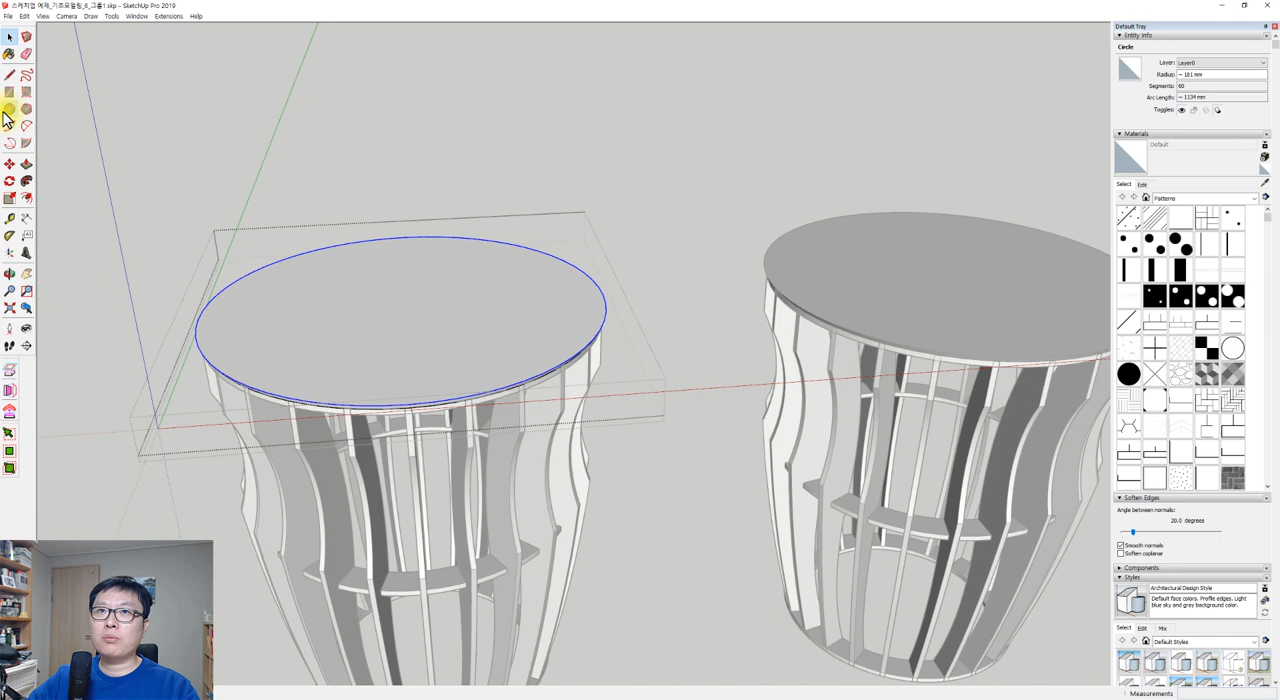 스케치업 예제_기초모델링_6_그룹1.skp - SketchUp Pro 2019
File Edit View Camera Draw Tools Window Extensions Help
Default Tray
Entity Info
Circle
Layer: Layer0
Radius: ~ 181 mm
Segments: 60
Arc Length: ~ 1134 mm
Toggles:
Materials
Default
Select Edit
Patterns
Soften Edges
Angle between normals:
20.0 degrees
Smooth normals
Soften coplanar
Components
Styles
Architectural Design Style
Default face colors. Profile edges. Light
blue sky and gray background color.
Select Edit Mix
Default Styles
Measurements